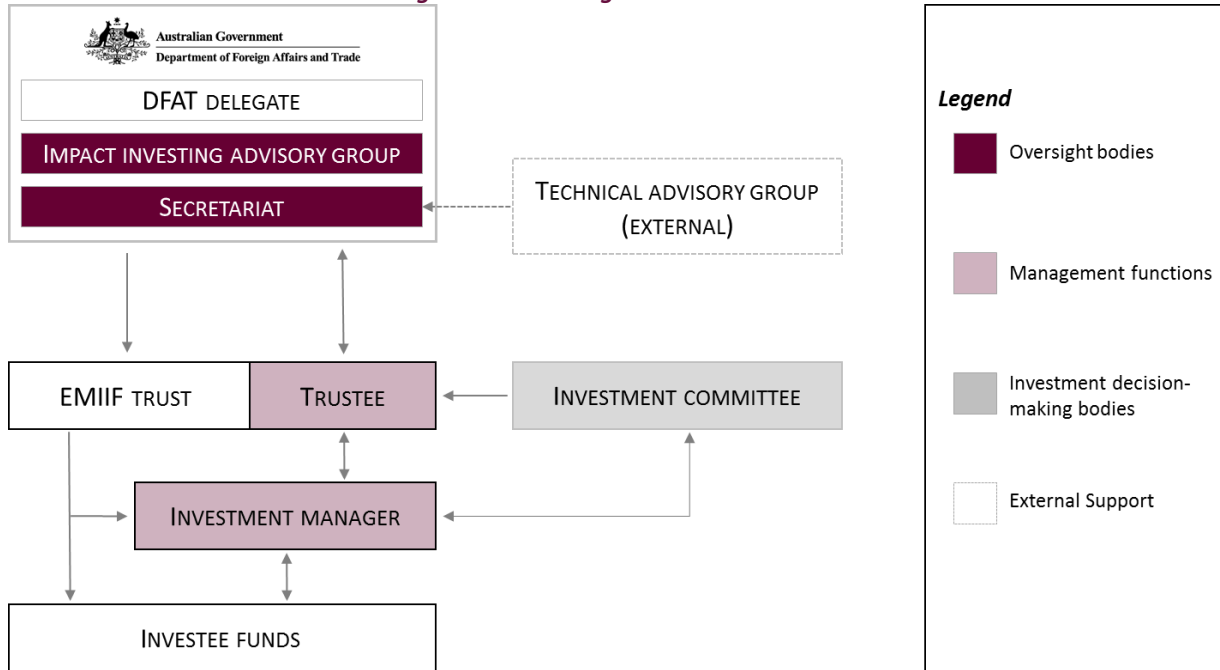 Australian Government
Department of Foreign Affairs and Trade
DFAT DELEGATE
IMPACT INVESTING ADVISORY GROUP
SECRETARIAT
TECHNICAL ADVISORY GROUP
(EXTERNAL)
EMIIF TRUST
TRUSTEE
INVESTMENT COMMITTEE
INVESTMENT MANAGER
INVESTEE FUNDS
Legend
Oversight bodies
Management functions
Investment decision-
making bodies
External Support